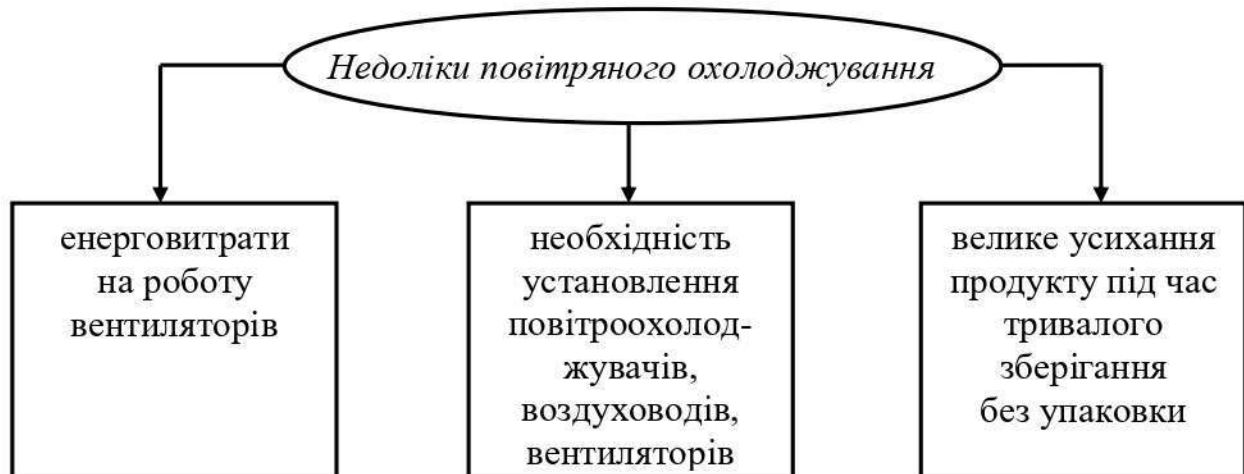 Недоліки повітряного охолоджування
енерговитрати
на роботу
вентиляторів
необхідність
установлення
повітроохолод-
жувачів,
воздуховодів,
вентиляторів
велике усихання
продукту під час
тривалого
зберігання
без упаковки